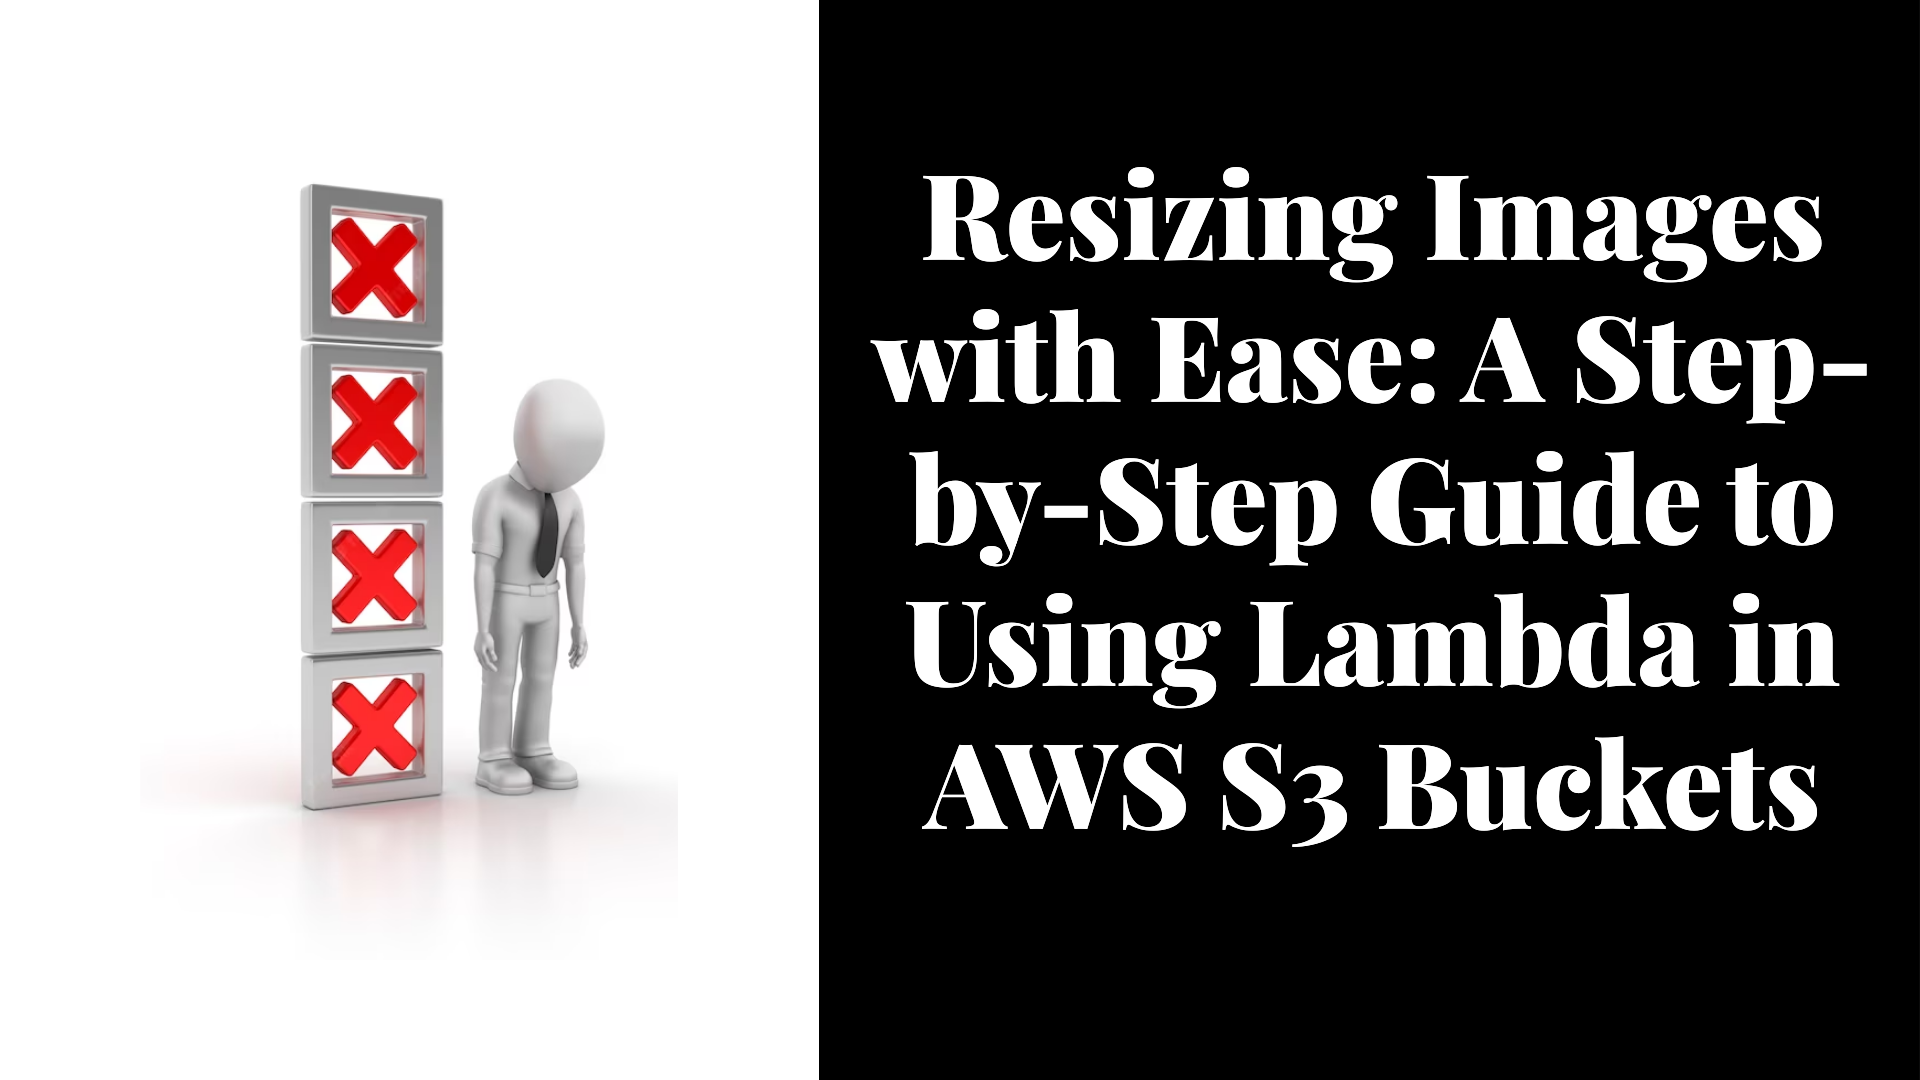 Resizing Images
with Ease: A Step-
by-Step Guide to
Using Lambda in
AWS S3 Buckets